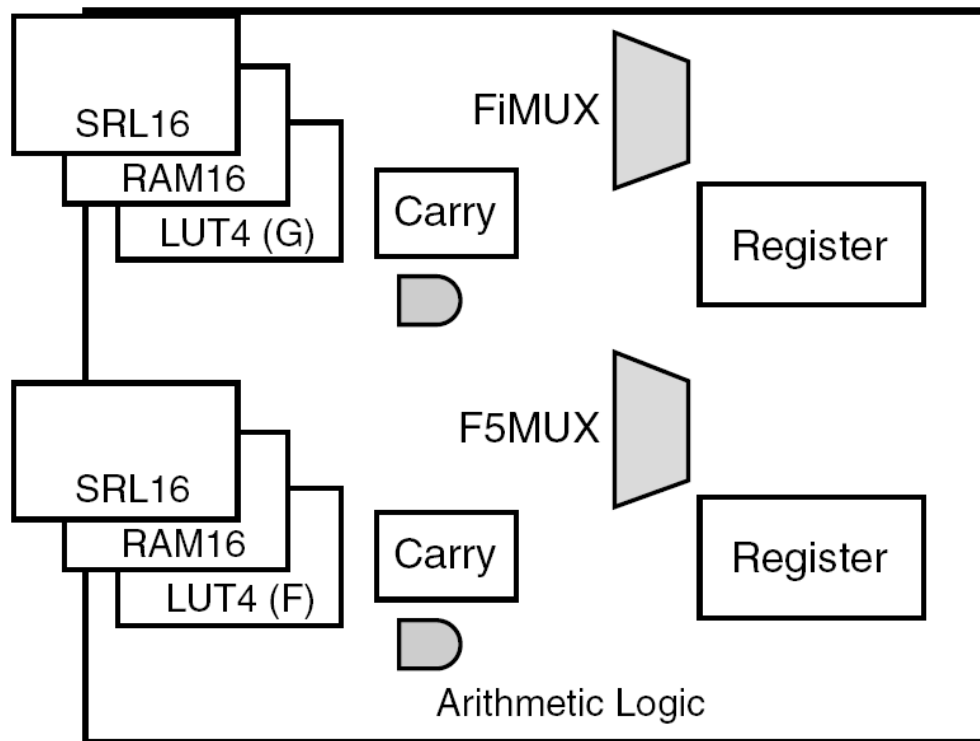 SRL16
RAM16
LUT4 (G)
Carry
FiMUX
Register
SRL16
RAM16
LUT4 (F)
Carry
F5MUX
Register
Arithmetic Logic